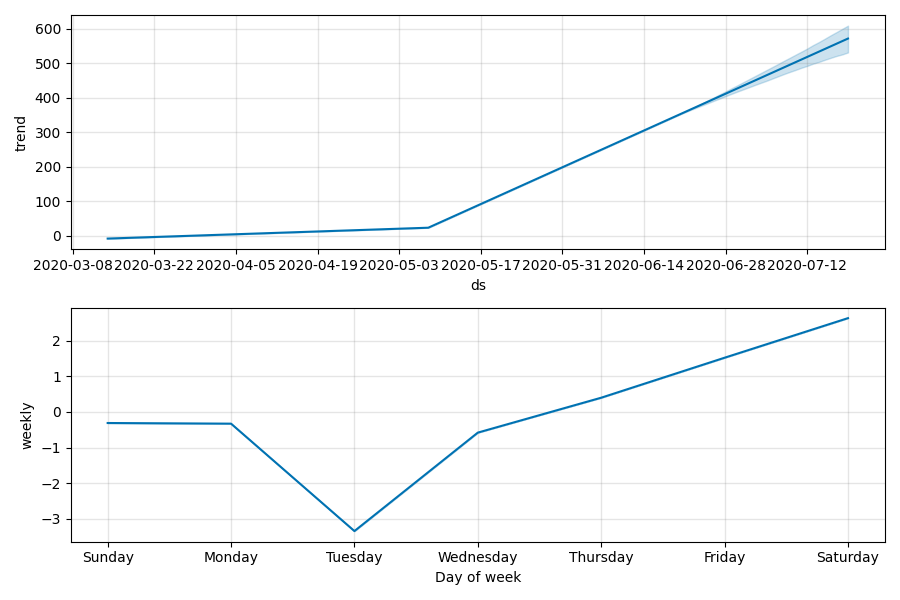 600
500
400
300
200
100
0
trend
2020-03-08 2020-03-22 2020-04-05 2020-04-19 2020-05-03 2020-05-17 2020-05-31 2020-06-14 2020-06-28 2020-07-12
ds
2
1
0
−1
−2
−3
weekly
Sunday Monday Tuesday Wednesday Thursday Friday Saturday
Day of week